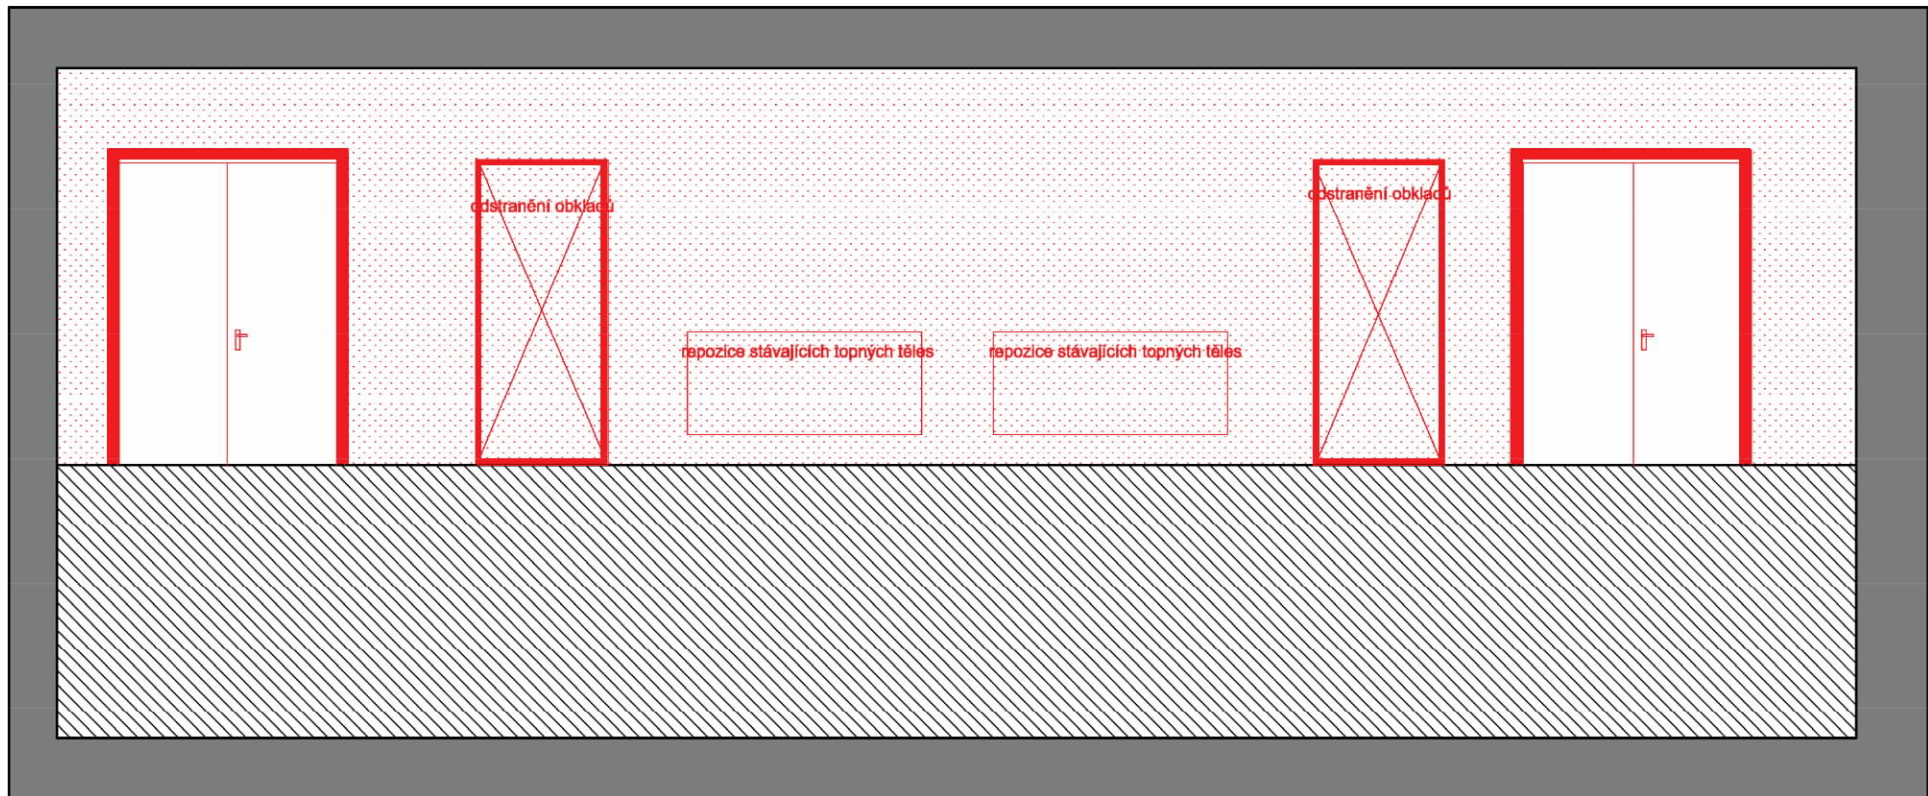 odstranění obkladů
odstranění obkladů
repozice stávajících topných těles
repozice stávajících topných těles